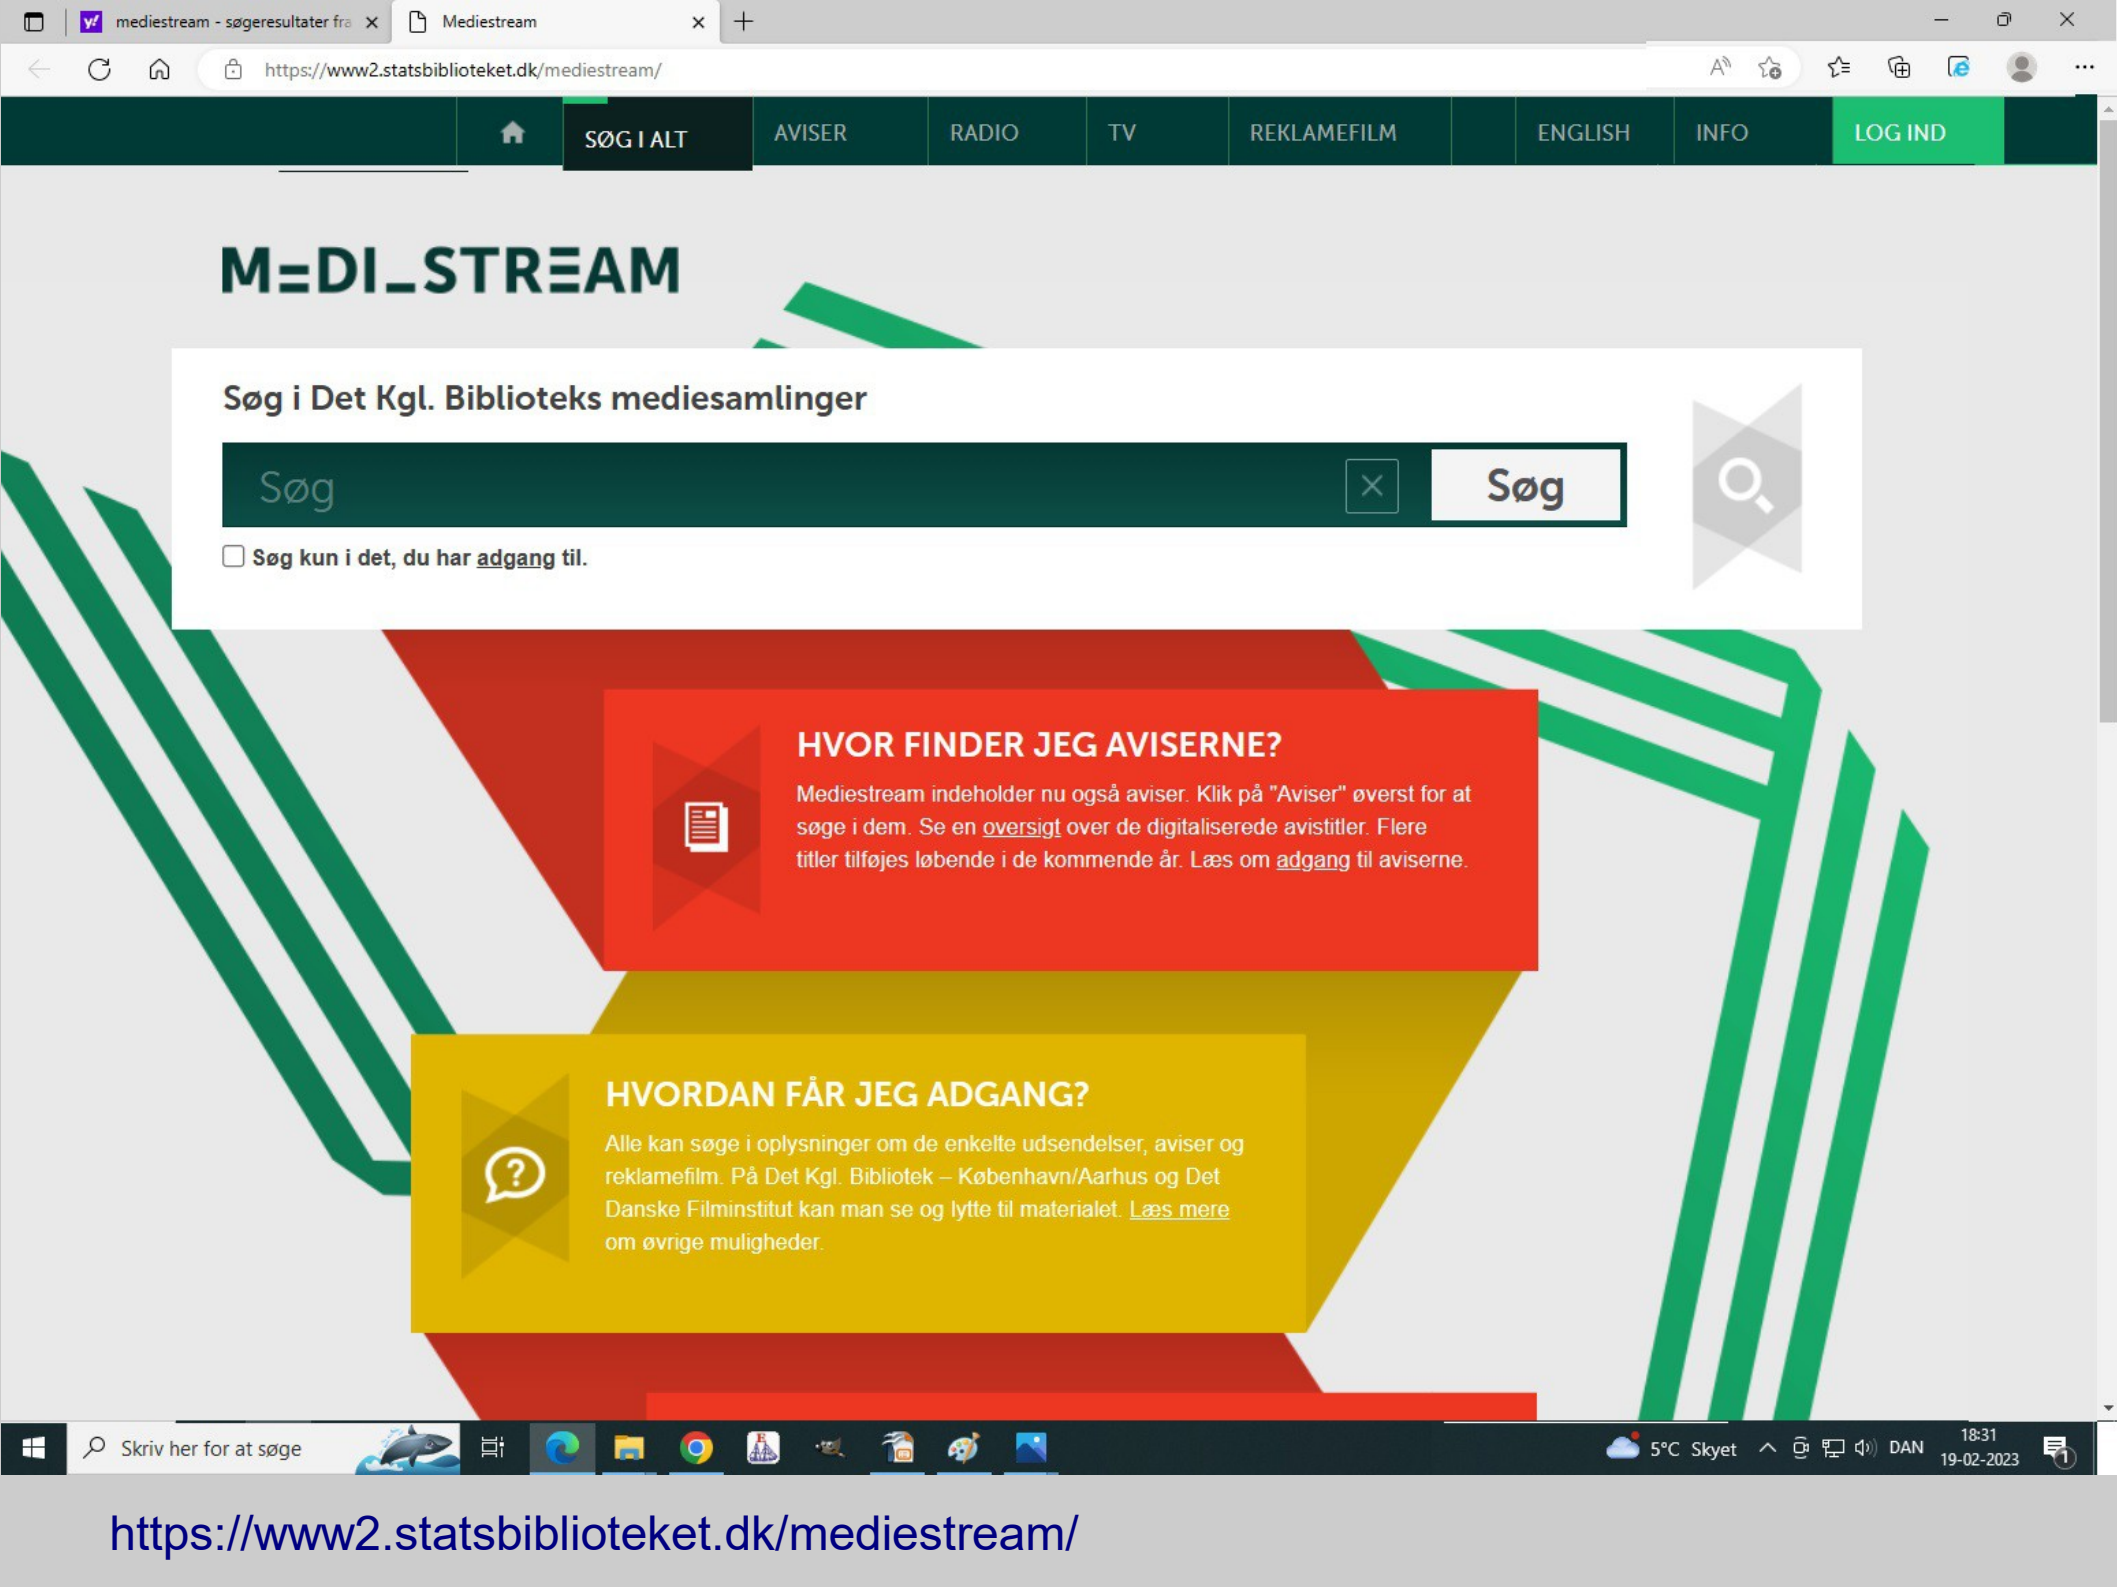 mediestream - søgeresultater fra
Mediestream
https://www2.statsbiblioteket.dk/mediestream/
SØG I ALT
AVISER
RADIO
TV
REKLAMEFILM
ENGLISH
INFO
LOG IND
MEDIESTREAM
Søg i Det Kgl. Biblioteks mediesamlinger
Søg
Søg
Søg kun i det, du har adgang til.
HVOR FINDER JEG AVISERNE?
Mediestream indeholder nu også aviser. Klik på "Aviser" øverst for at
søge i dem. Se en oversigt over de digitaliserede avistitler. Flere
titler tilføjes løbende i de kommende år. Læs om adgang til aviserne.
HVORDAN FÅR JEG ADGANG?
Alle kan søge i oplysninger om de enkelte udsendelser, aviser og
reklamefilm. På Det Kgl. Bibliotek – København/Aarhus og Det
Danske Filminstitut kan man se og lytte til materialet. Læs mere
om øvrige muligheder.
Skriv her for at søge
5°C Skyet
DAN
18:31
19-02-2023
1
https://www2.statsbiblioteket.dk/mediestream/